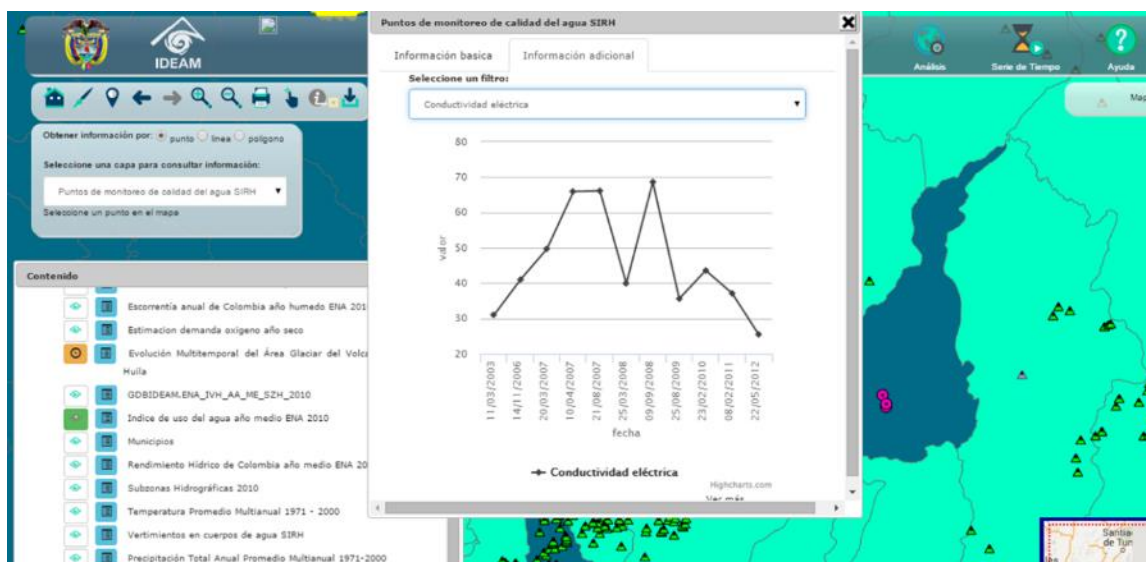 IDEAM
Obtener información por: punto linea poligono
Seleccione una capa para consultar información:
Puntos de monitoreo de calidad del agua SIRH
Seleccione un punto en el mapa
Contenido
Escorrentía anual de Colombia año humedo ENA 201
Estimacion demanda oxigeno año seco
Evolución Multitemporal del Área Glaciar del Volca
Huila
GDBIDEAM.ENA_IVH_AA_ME_SZH_2010
Indice de uso del agua año medio ENA 2010
Municipios
Rendimiento Hídrico de Colombia año medio ENA 20
Subzonas Hidrográficas 2010
Temperatura Promedio Multianual 1971 - 2000
Vertimientos en cuerpos de agua SIRH
Precipitación Total Anual Promedio Multianual 1971-2000
Puntos de monitoreo de calidad del agua SIRH
Información basica Información adicional
Seleccione un filtro:
Conductividad eléctrica
80
70
60
50
40
30
20
valor
11/03/2003
14/11/2006
20/03/2007
10/04/2007
21/08/2007
25/03/2008
09/09/2008
25/08/2009
23/02/2010
08/02/2011
22/05/2012
fecha
Conductividad eléctrica
Highcharts.com
Ver más
Análisis Serie de Tiempo Ayuda
Map
Santia
de Tun